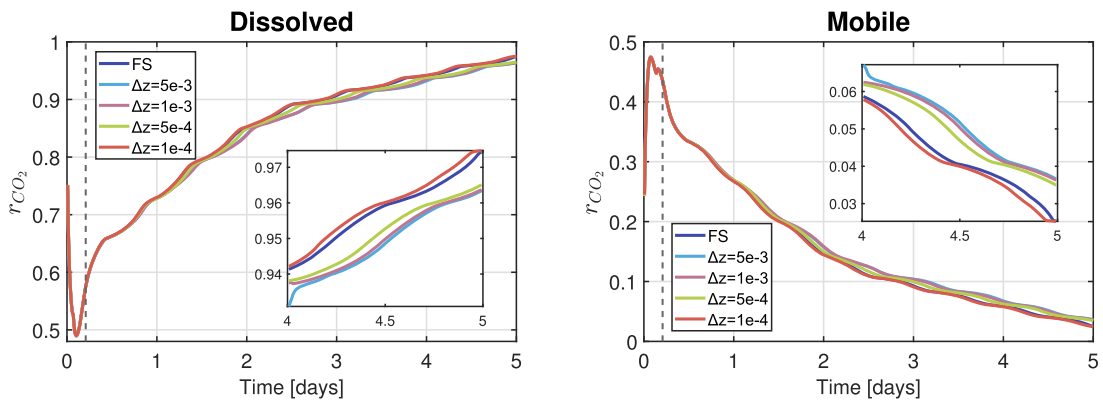 Dissolved
1
0.9
0.8
0.7
0.6
0.5
0 1 2 3 4 5
r_{CO_2}
Time [days]
FS
Δz=5e-3
Δz=1e-3
Δz=5e-4
Δz=1e-4
0.97
0.96
0.95
0.94
4 4.5 5
Mobile
0.5
0.4
0.3
0.2
0.1
0
0 1 2 3 4 5
r_{CO_2}
Time [days]
0.06
0.05
0.04
0.03
4 4.5 5
FS
Δz=5e-3
Δz=1e-3
Δz=5e-4
Δz=1e-4